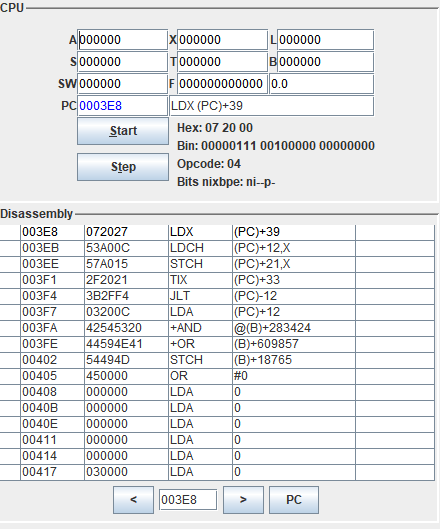 CPU
A 000000 X 000000 L 000000
S 000000 T 000000 B 000000
SW 000000 F 000000000000 0.0
PC 0003E8 LDX (PC)+39
Start Hex: 07 20 00
Bin: 00000111 00100000 00000000
Step Opcode: 04
Bits nixbpe: ni--p-
Disassembly
003E8 072027 LDX (PC)+39
003EB 53A00C LDCH (PC)+12,X
003EE 57A015 STCH (PC)+21,X
003F1 2F2021 TIX (PC)+33
003F4 3B2FF4 JLT (PC)-12
003F7 03200C LDA (PC)+12
003FA 42545320 +AND @(B)+283424
003FE 44594E41 +OR (B)+609857
00402 54494D STCH (B)+18765
00405 450000 OR #0
00408 000000 LDA 0
0040B 000000 LDA 0
0040E 000000 LDA 0
00411 000000 LDA 0
00414 000000 LDA 0
00417 030000 LDA 0
< 003E8 > PC